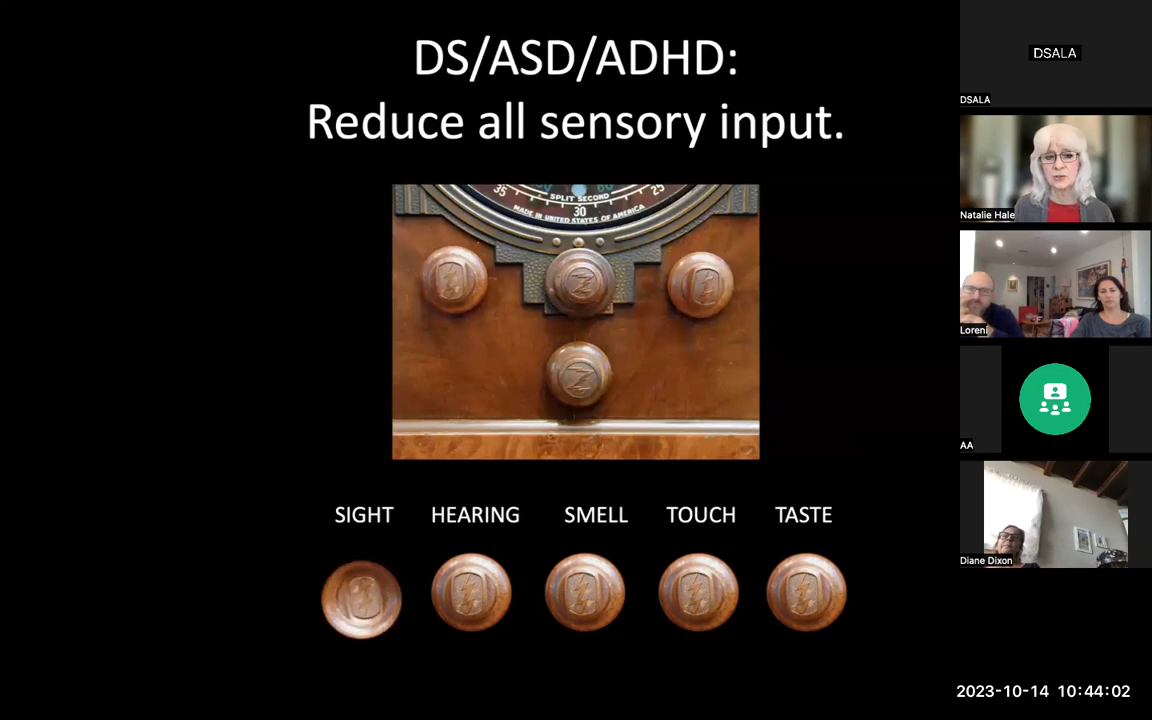 DS/ASD/ADHD:
Reduce all sensory input.
35
25
SPLIT SECOND
30
MADE IN UNITED STATES OF AMERICA
SIGHT HEARING SMELL TOUCH TASTE
DSALA
DSALA
Natalie Hale
Loreni
AA
Diane Dixon
2023-10-14 10:44:02